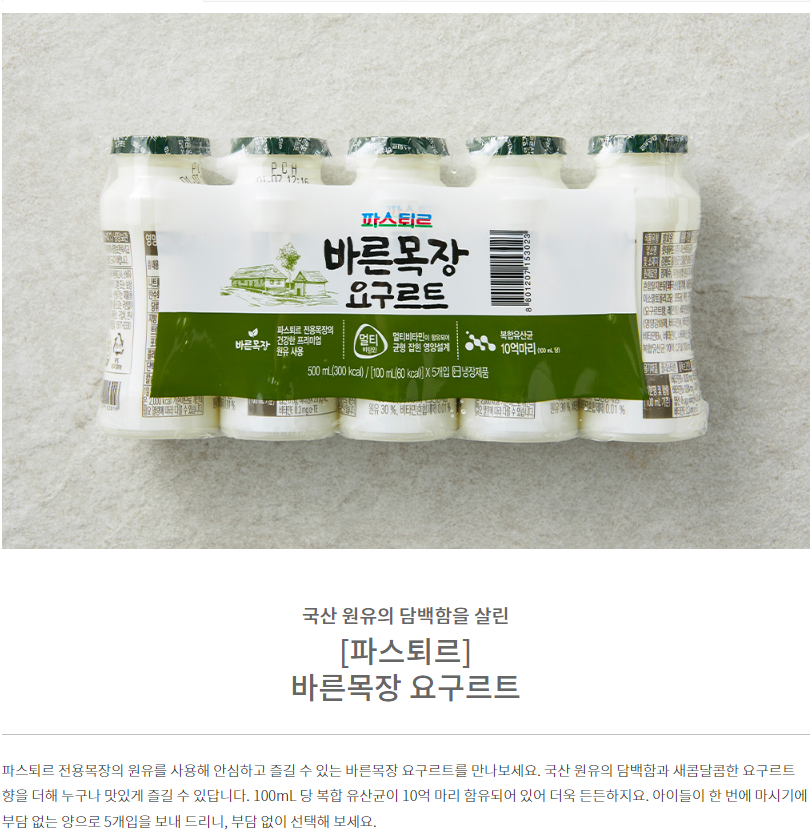 PCH
파스퇴르
바른목장
요구르트
8 801207 153023
바른목장
파스퇴르 전용목장의
건강한 프리미엄
원유 사용
멀티
비타민
멀티비타민이 함유되어
균형 잡힌 영양설계
복합유산균
10억마리 (100 mL 당)
500 mL(300 kcal) / [100 mL(60 kcal)] X 5개입 냉장제품
국산 원유의 담백함을 살린
[파스퇴르]
바른목장 요구르트
파스퇴르 전용목장의 원유를 사용해 안심하고 즐길 수 있는 바른목장 요구르트를 만나보세요. 국산 원유의 담백함과 새콤달콤한 요구르트
향을 더해 누구나 맛있게 즐길 수 있답니다. 100mL 당 복합 유산균이 10억 마리 함유되어 있어 더욱 든든하지요. 아이들이 한 번에 마시기에
부담 없는 양으로 5개입을 보내 드리니, 부담 없이 선택해 보세요.